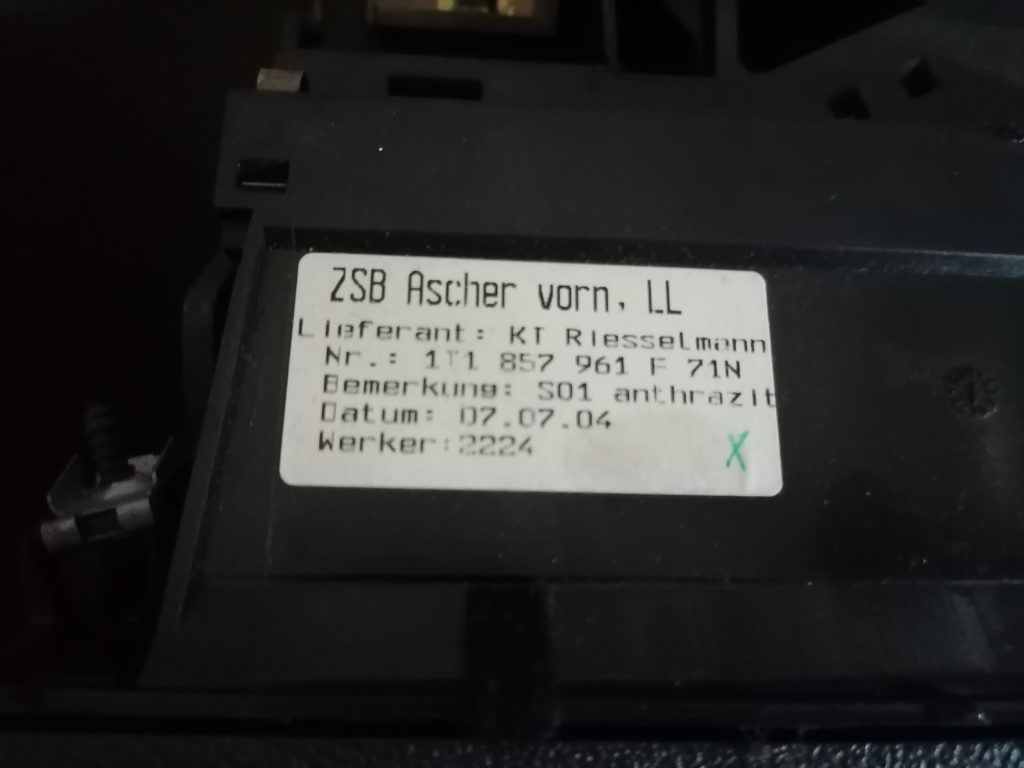 ZSB Ascher vorn, LL
Lieferant: KT Riesselmann
Nr.: 1T1 857 961 F 71N
Bemerkung: S01 anthrazit
Datum: 07.07.04
Werker:2224
X